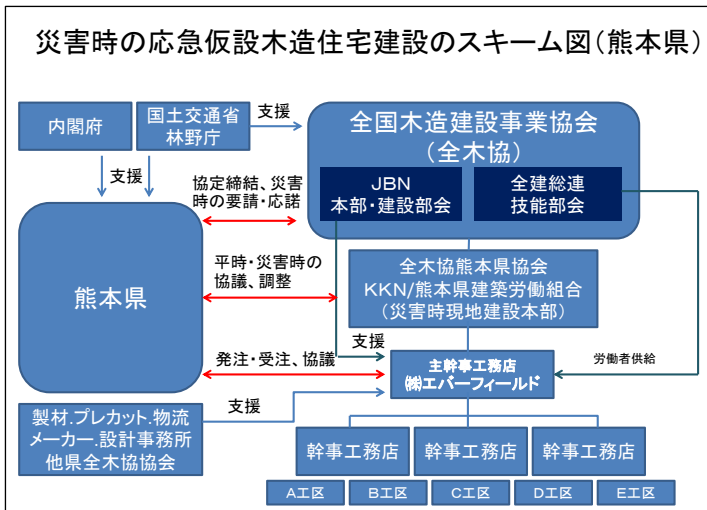 災害時の応急仮設木造住宅建設のスキーム図(熊本県)
内閣府
国土交通省
林野庁
支援
全国木造建設事業協会
(全木協)
JBN
本部・建設部会
全建総連
技能部会
支援
協定締結、災害
時の要請・応諾
熊本県
平時・災害時の
協議、調整
全木協熊本県協会
KKN/熊本県建築労働組合
(災害時現地建設本部)
支援
発注・受注、協議
主幹事工務店
㈱エバーフィールド
労働者供給
製材.プレカット.物流
メーカー.設計事務所
他県全木協協会
支援
幹事工務店
幹事工務店
幹事工務店
A工区
B工区
C工区
D工区
E工区